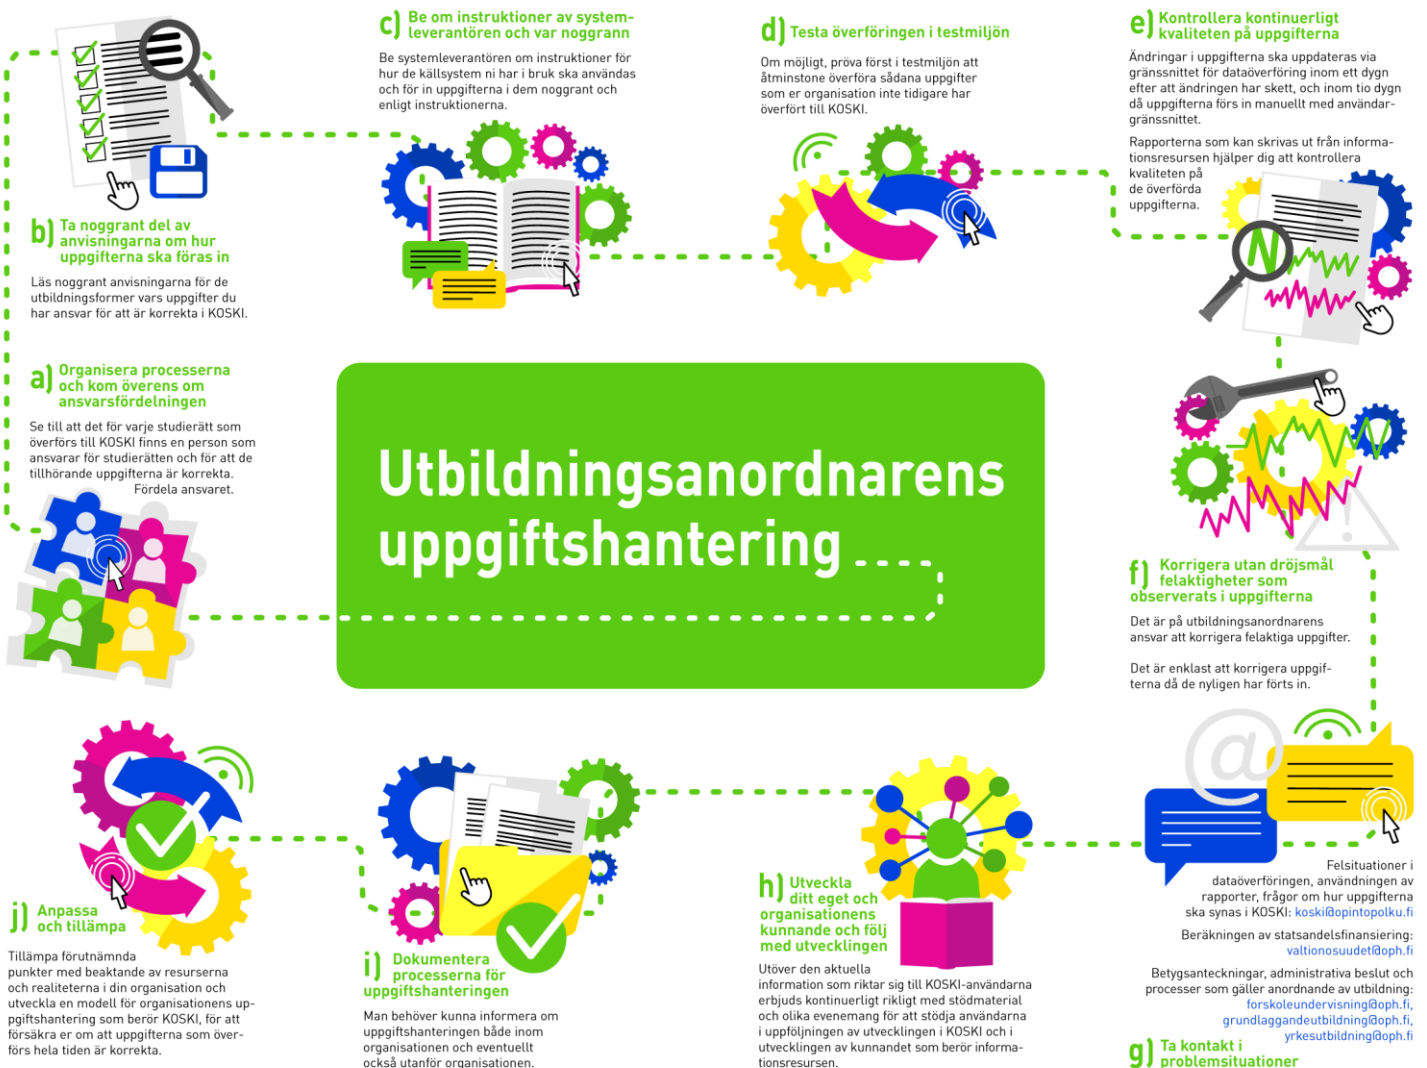 Utbildningsanordnarens
uppgiftshantering
a) Organisera processerna
och kom överens om
ansvarsfördelningen
Se till att det för varje studierätt som
överförs till KOSKI finns en person som
ansvarar för studierätten och för att de
tillhörande uppgifterna är korrekta.
Fördela ansvaret.
b) Ta noggrant del av
anvisningarna om hur
uppgifterna ska föras in
Läs noggrant anvisningarna för de
utbildningsformer vars uppgifter du
har ansvar för att är korrekta i KOSKI.
c) Be om instruktioner av system-
leverantören och var noggrann
Be systemleverantören om instruktioner för
hur de källsystem ni har i bruk ska användas
och för in uppgifterna i dem noggrant och
enligt instruktionerna.
d) Testa överföringen i testmiljön
Om möjligt, pröva först i testmiljön att
åtminstone överföra sådana uppgifter
som er organisation inte tidigare har
överfört till KOSKI.
e) Kontrollera kontinuerligt
kvaliteten på uppgifterna
Ändringar i uppgifterna ska uppdateras via
gränssnittet för dataöverföring inom ett dygn
efter att ändringen har skett, och inom tio dygn
då uppgifterna förs in manuellt med användar-
gränssnittet.
Rapporterna som kan skrivas ut från informa-
tionsresursen hjälper dig att kontrollera
kvaliteten på
de överförda
uppgifterna.
N
f) Korrigera utan dröjsmål
felaktigheter som
observerats i uppgifterna
Det är på utbildningsanordnarens
ansvar att korrigera felaktiga uppgifter.
Det är enklast att korrigera uppgif-
terna då de nyligen har förts in.
@
Felsituationer i
dataöverföringen, användningen av
rapporter, frågor om hur uppgifterna
ska synas i KOSKI: koski@opintopolku.fi
Beräkningen av statsandelsfinansiering:
valtionosuudet@oph.fi
Betygsanteckningar, administrativa beslut och
processer som gäller anordnande av utbildning:
forskoleundervisning@oph.fi,
grundlaggandeutbildning@oph.fi,
yrkesutbildning@oph.fi
g) Ta kontakt i
problemsituationer
h) Utveckla
ditt eget och
organisationens
kunnande och följ
med utvecklingen
Utöver den aktuella
information som riktar sig till KOSKI-användarna
erbjuds kontinuerligt rikligt med stödmaterial
och olika evenemang för att stödja användarna
i uppföljningen av utvecklingen i KOSKI och i
utvecklingen av kunnandet som berör informa-
tionsresursen.
i) Dokumentera
processerna för
uppgiftshanteringen
Man behöver kunna informera om
uppgiftshanteringen både inom
organisationen och eventuellt
också utanför organisationen.
j) Anpassa
och tillämpa
Tillämpa förutnämnda
punkter med beaktande av resurserna
och realiteterna i din organisation och
utveckla en modell för organisationens up-
pgiftshantering som berör KOSKI, för att
försäkra er om att uppgifterna som över-
förs hela tiden är korrekta.